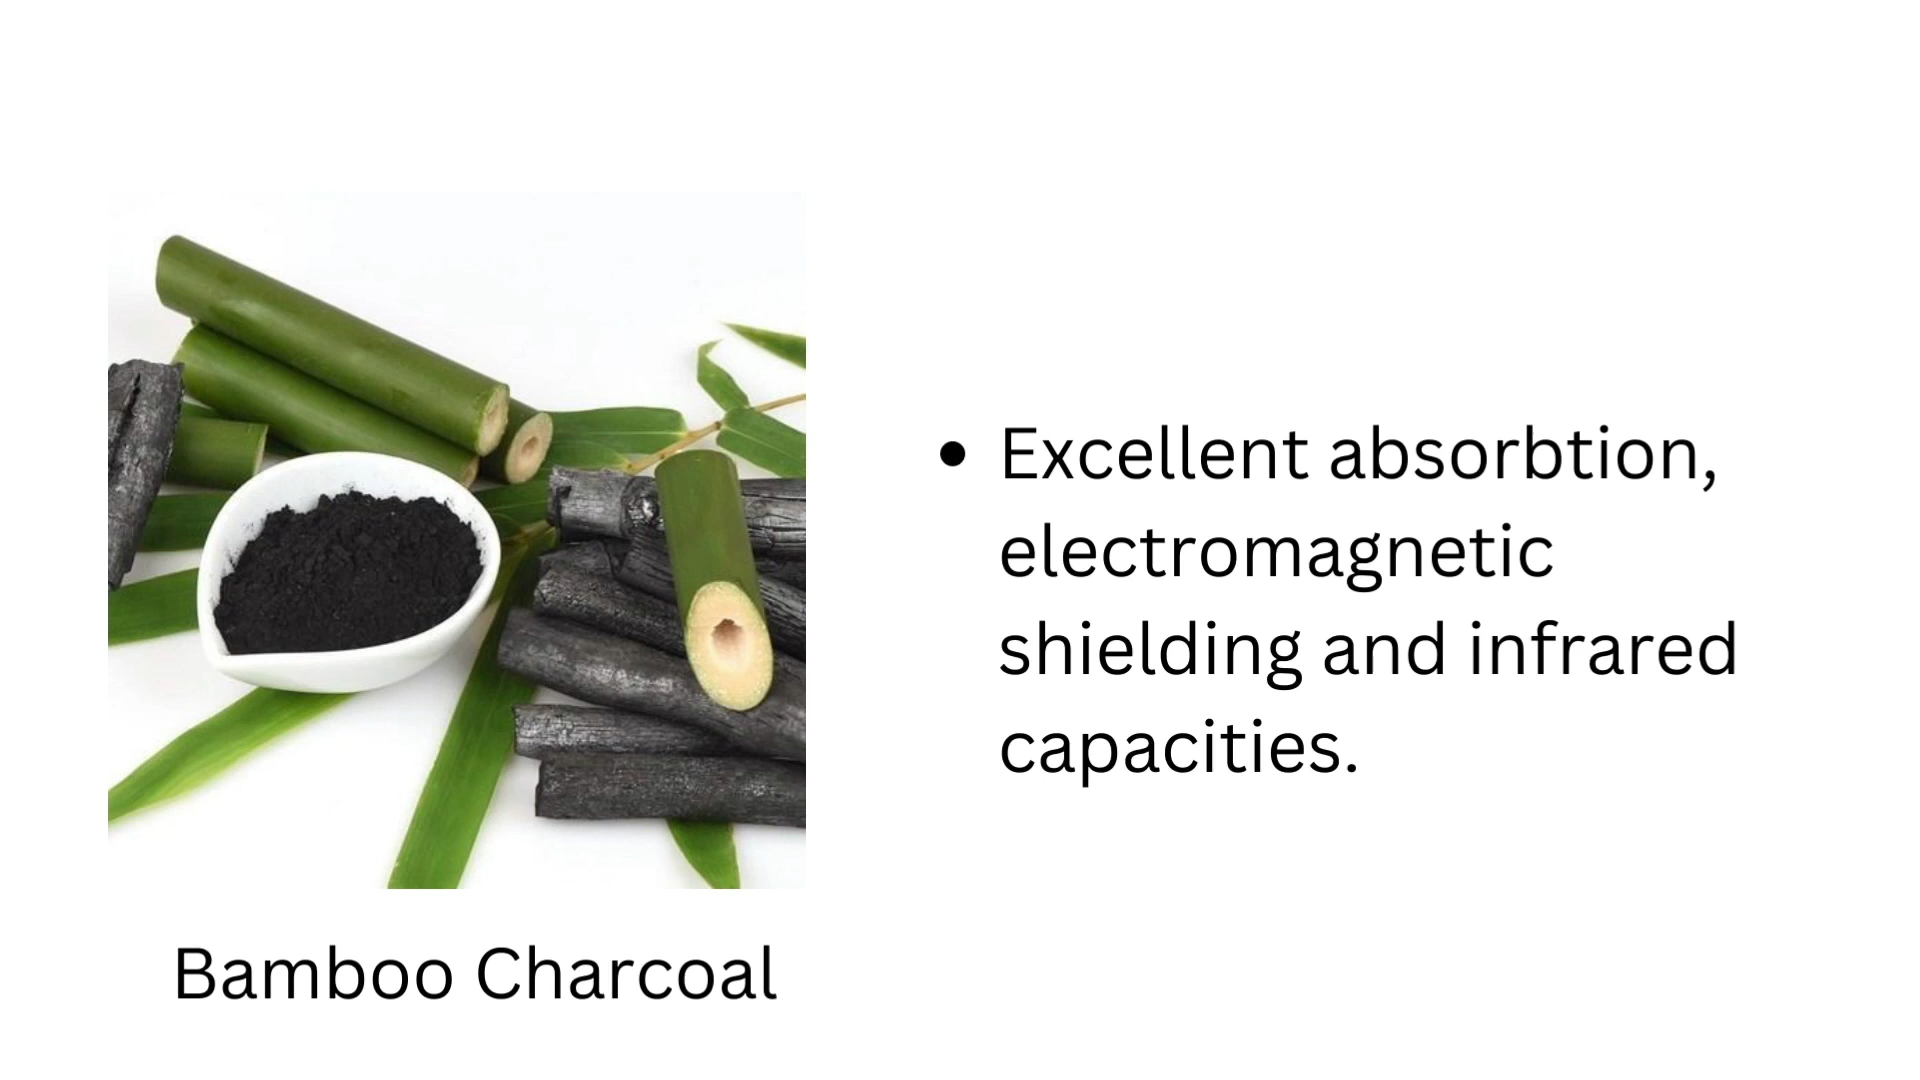 • Excellent absorbtion,
electromagnetic
shielding and infrared
capacities.
Bamboo Charcoal